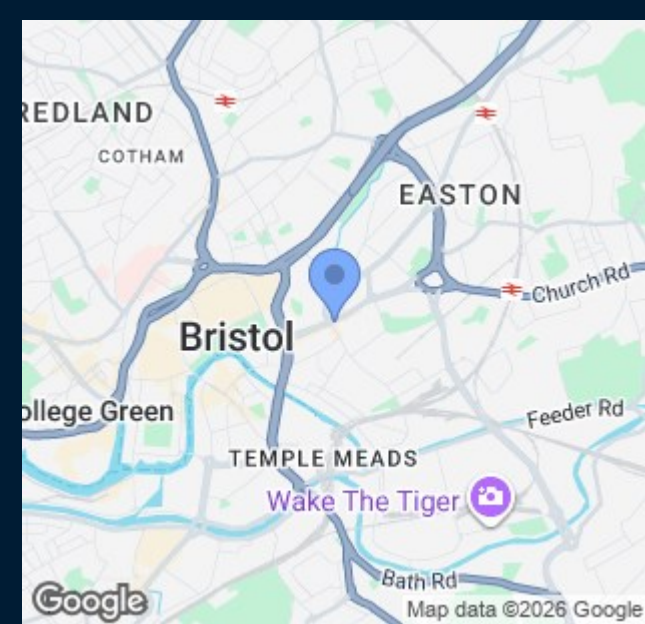 REDLAND
COTHAM
EASTON
Church Rd
Bristol
ollege Green
Feeder Rd
TEMPLE MEADS
Wake The Tiger
Bath Rd
Google
Map data ©2026 Google